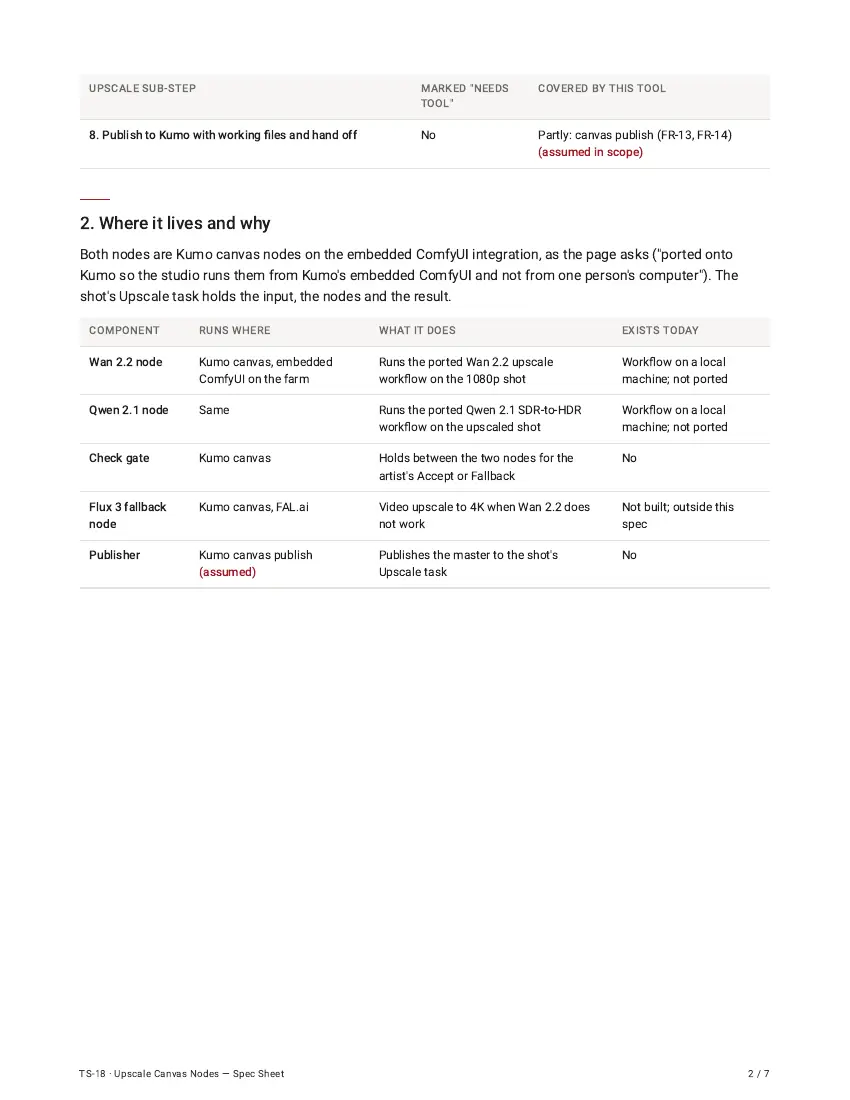 UPSCALE SUB-STEP MARKED "NEEDS COVERED BY THIS TOOL
TOOL"
8. Publish to Kumo with working files and hand off No Partly: canvas publish (FR-13, FR-14)
(assumed in scope)
2. Where it lives and why
Both nodes are Kumo canvas nodes on the embedded ComfyUI integration, as the page asks ("ported onto
Kumo so the studio runs them from Kumo's embedded ComfyUI and not from one person's computer"). The
shot's Upscale task holds the input, the nodes and the result.
COMPONENT RUNS WHERE WHAT IT DOES EXISTS TODAY
Wan 2.2 node Kumo canvas, embedded Runs the ported Wan 2.2 upscale Workflow on a local
ComfyUI on the farm workflow on the 1080p shot machine; not ported
Qwen 2.1 node Same Runs the ported Qwen 2.1 SDR-to-HDR Workflow on a local
workflow on the upscaled shot machine; not ported
Check gate Kumo canvas Holds between the two nodes for the No
artist's Accept or Fallback
Flux 3 fallback Kumo canvas, FAL.ai Video upscale to 4K when Wan 2.2 does Not built; outside this
node not work spec
Publisher Kumo canvas publish Publishes the master to the shot's No
(assumed) Upscale task
TS-18 · Upscale Canvas Nodes — Spec Sheet 2 / 7